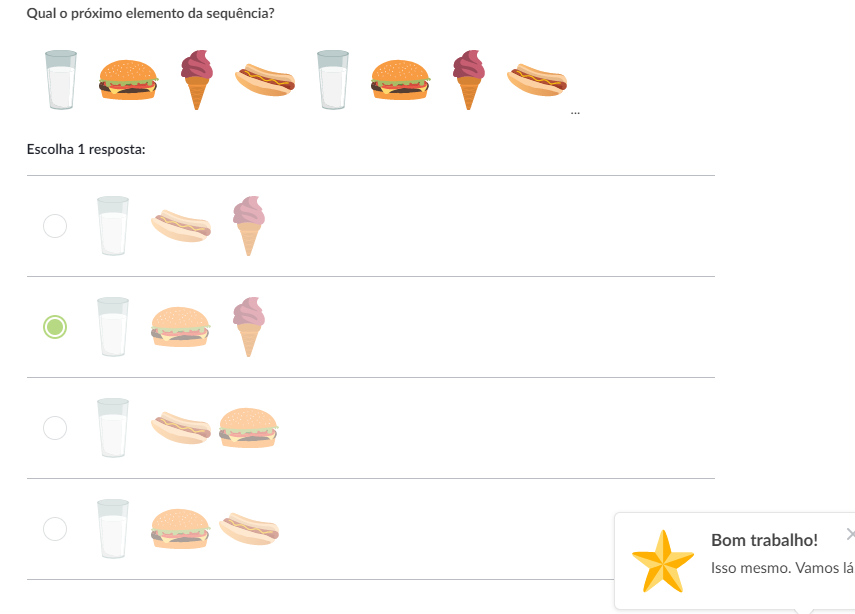 Qual o próximo elemento da sequência?
...
Escolha 1 resposta:
Bom trabalho!
Isso mesmo. Vamos lá